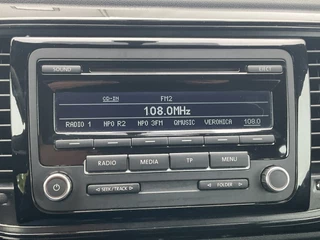 SOUND EJECT
CD-IN FM2
108.0MHz
RADIO 1 NPO R2 NPO 3FM QMUSIC VERONICA 108.0
RADIO MEDIA TP MENU
SEEK / TRACK FOLDER